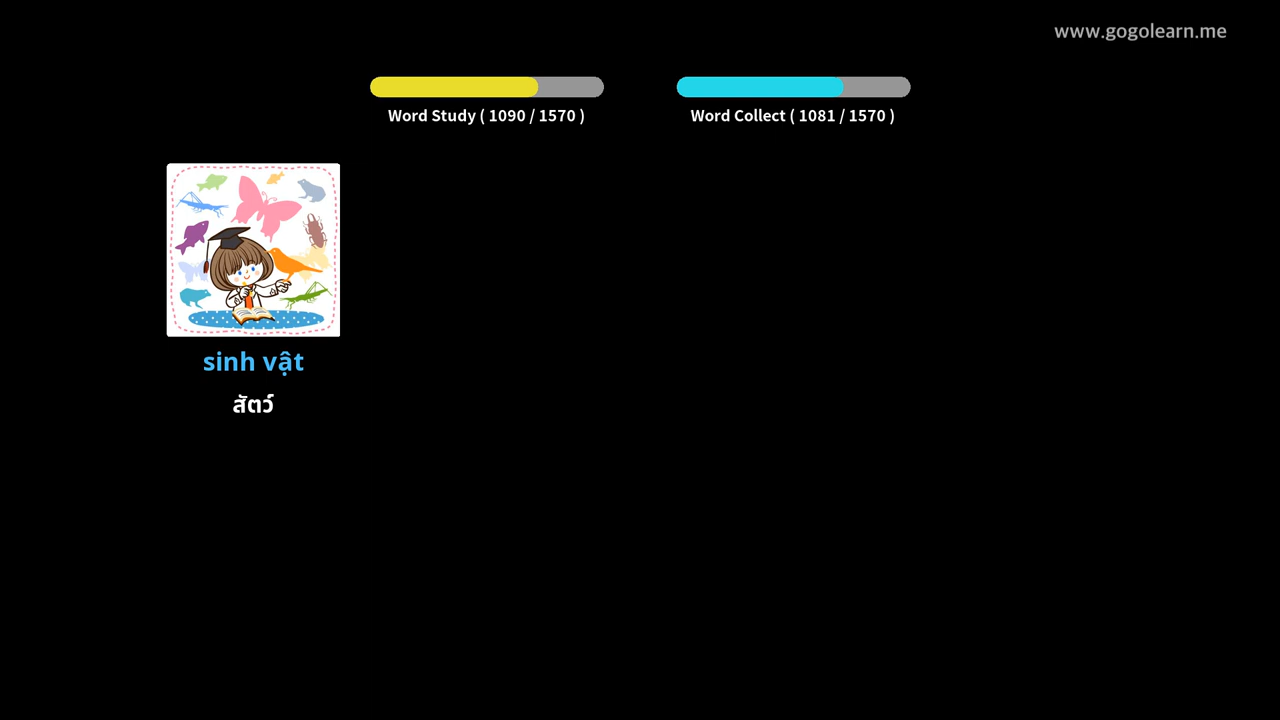 www.gogolearn.me
Word Study ( 1090 / 1570 )
Word Collect ( 1081 / 1570 )
sinh vật
สัตว์